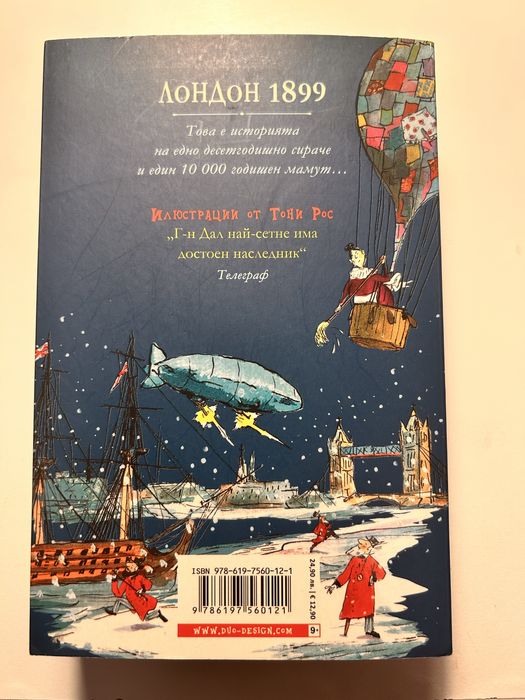 ЛОНДОН 1899
Това е историята
на едно десетгодишно сираче
и един 10 000 годишен мамут...
Илюстрации от Тони Рос
„Г-н Дал най-сетне има
достоен наследник“
Телеграф
ISBN 978-619-7560-12-1
9 786197 560121
24,90 лв. | € 12,90
www.duo-design.com
9+